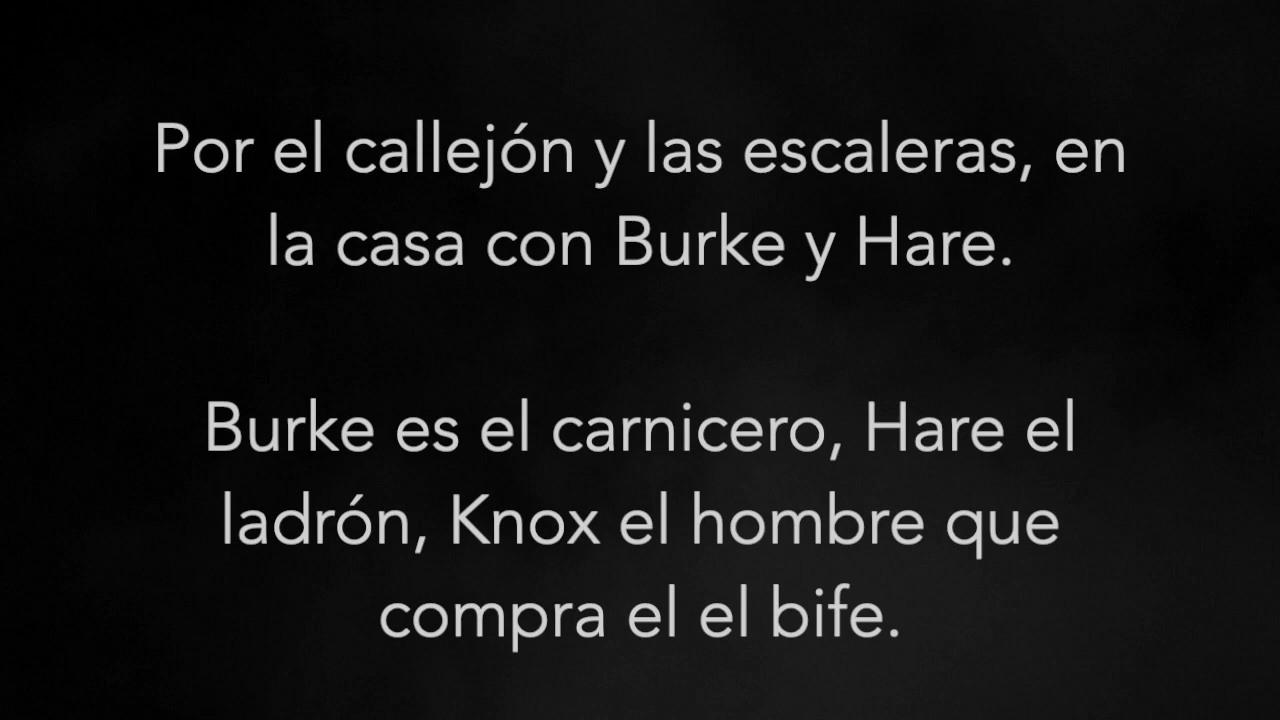 Por el callejón y las escaleras, en
la casa con Burke y Hare.
Burke es el carnicero, Hare el
ladrón, Knox el hombre que
compra el el bife.